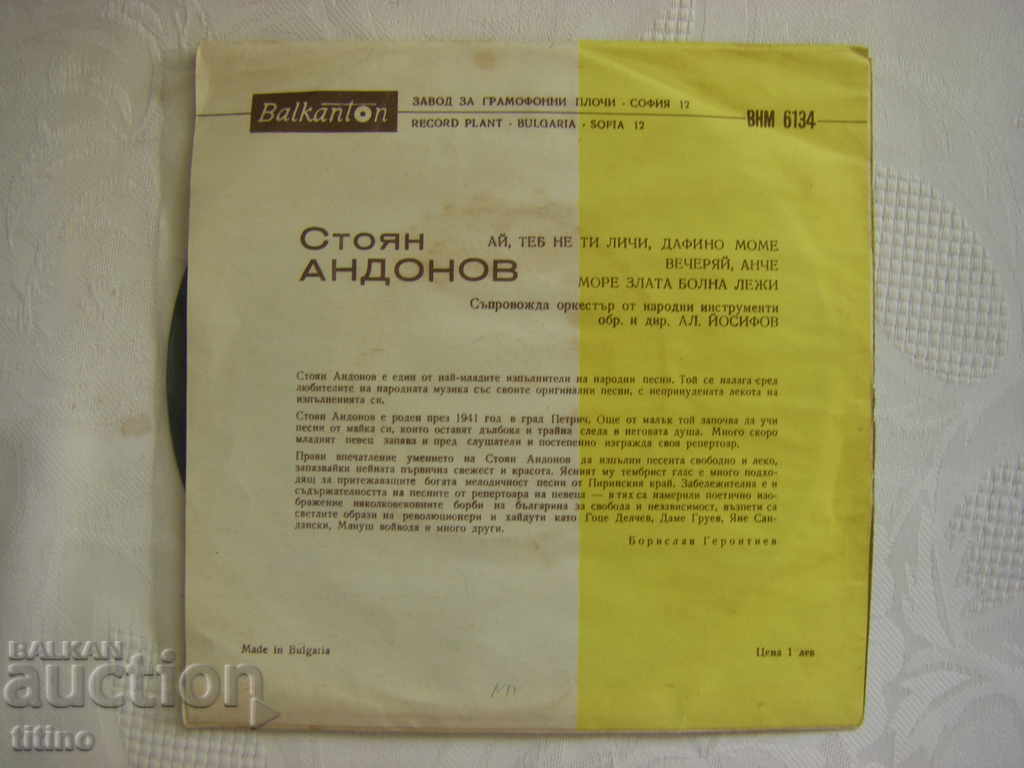 Balkanton
ЗАВОД ЗА ГРАМОФОННИ ПЛОЧИ · СОФИЯ 12
RECORD PLANT · BULGARIA · SOFIA 12
ВНМ 6134
СТОЯН
АНДОНОВ
АЙ, ТЕБ НЕ ТИ ЛИЧИ, ДАФИНО МОМЕ
ВЕЧЕРЯЙ, АНЧЕ
МОРЕ ЗЛАТА БОЛНА ЛЕЖИ
Съпровожда оркестър от народни инструменти
обр. и дир. АЛ. ЙОСИФОВ
Стоян Андонов е един от най-младите изпълнители на народни песни. Той се налага сред
любителите на народната музика със своите оригинални песни, с непринудената лекота на
изпълненията си.
Стоян Андонов е роден през 1941 год в град Петрич. Още от малък той започва да учи
песни от майка си, които оставят дълбока и трайна следа в неговата душа. Много скоро
младият певец запява и пред слушатели и постепенно изгражда своя репертоар.
Прави впечатление умението на Стоян Андонов да изпълни песента свободно и леко,
запазвайки нейната първична свежест и красота. Ясният му тембрист глас е много подхо-
дящ за притежаващите богата мелодичност песни от Пиринския край. Забележителна е и
съдържателността на песните от репертоара на певеца — в тях са намерили поетично изо-
бражение николковековните борби на българина за свобода и независимост, възпети са
светлите образи на революционери и хайдути като Гоце Делчев, Даме Груев, Яне Сан-
дански, Мануш войвода и много други.
Борислав Геронтиев
Made in Bulgaria
Цена 1 лев
BALKAN
auction
titino